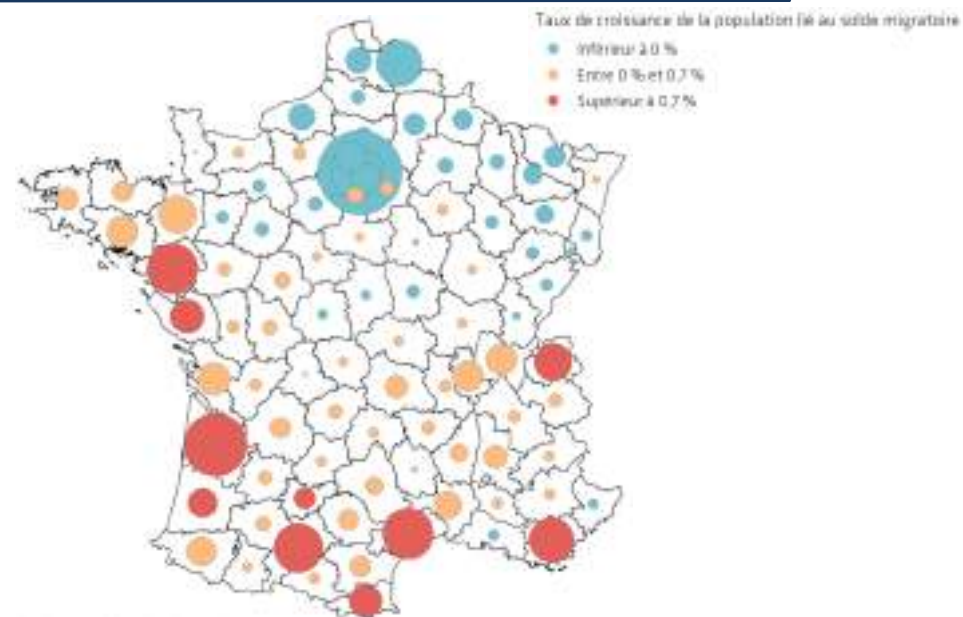 Taux de croissance de la population lié au solde migratoire
Inférieur à 0 %
Entre 0 % et 0,7 %
Supérieur à 0,7 %